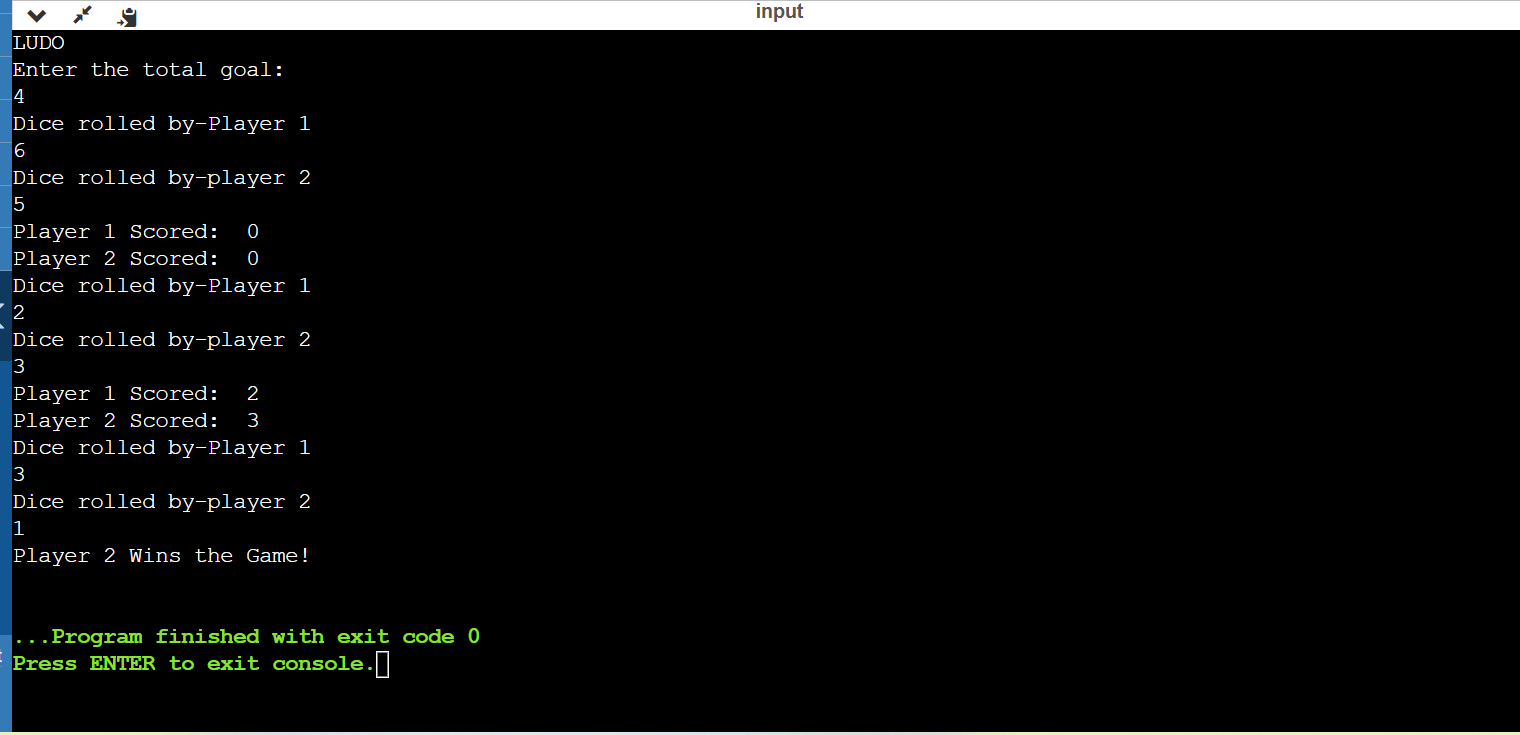 input
LUDO
Enter the total goal:
4
Dice rolled by-Player 1
6
Dice rolled by-player 2
5
Player 1 Scored:  0
Player 2 Scored:  0
Dice rolled by-Player 1
2
Dice rolled by-player 2
3
Player 1 Scored:  2
Player 2 Scored:  3
Dice rolled by-Player 1
3
Dice rolled by-player 2
1
Player 2 Wins the Game!
...Program finished with exit code 0
Press ENTER to exit console.